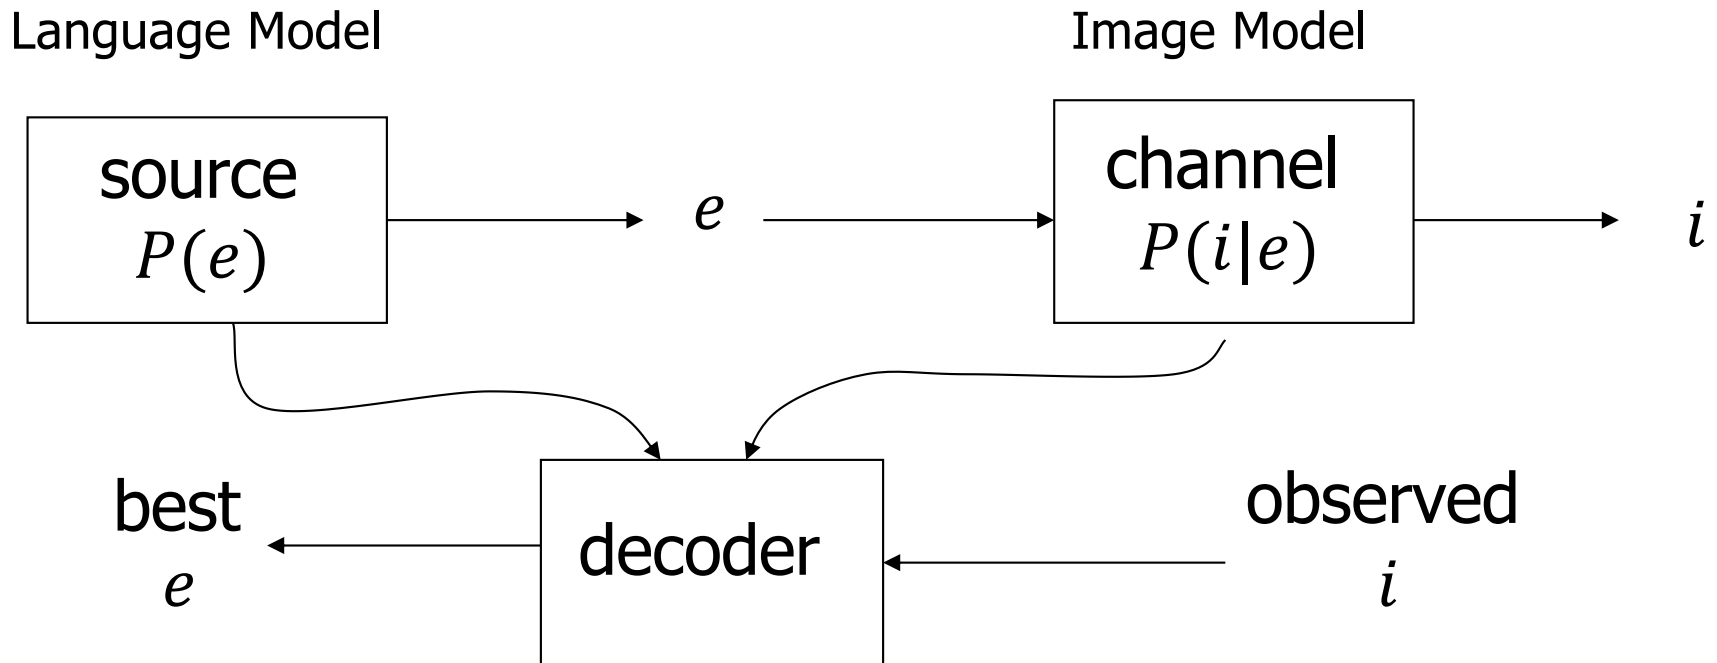 Language Model
Image Model
source
P(e)
e
channel
P(i|e)
i
best
e
decoder
observed
i